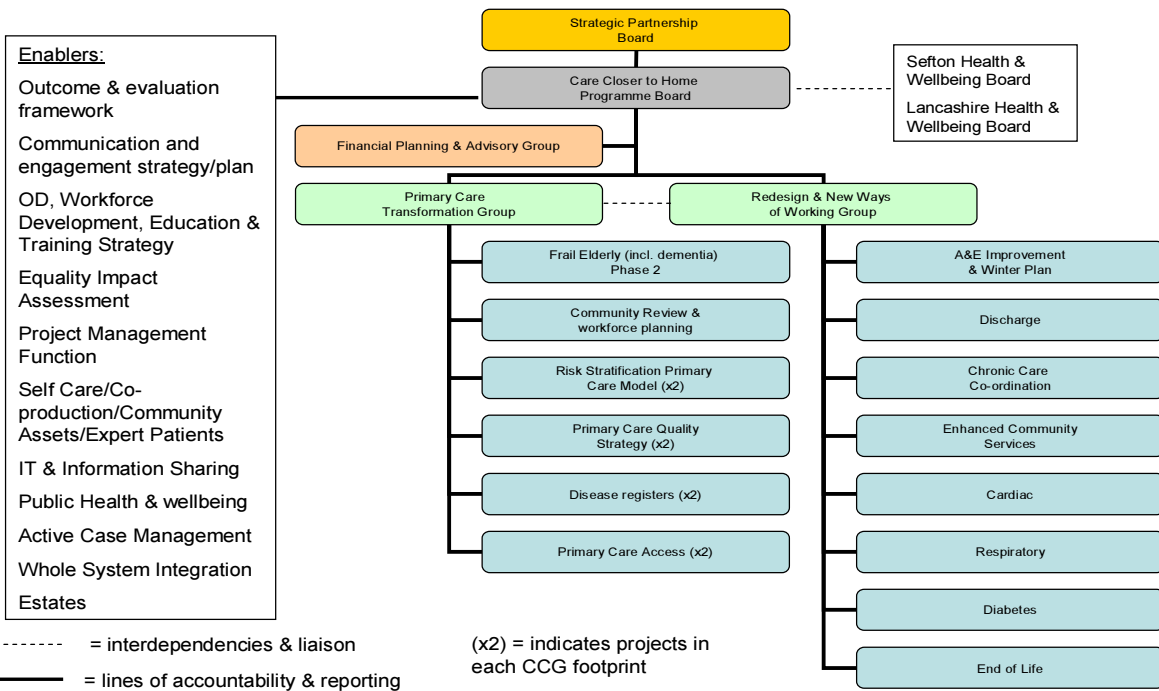 Strategic Partnership
Board
Care Closer to Home
Programme Board
Sefton Health &
Wellbeing Board
Lancashire Health &
Wellbeing Board
Financial Planning & Advisory Group
Primary Care
Transformation Group
Redesign & New Ways
of Working Group
Enablers:
Outcome & evaluation
framework
Communication and
engagement strategy/plan
OD, Workforce
Development, Education &
Training Strategy
Equality Impact
Assessment
Project Management
Function
Self Care/Co-
production/Community
Assets/Expert Patients
IT & Information Sharing
Public Health & wellbeing
Active Case Management
Whole System Integration
Estates
Frail Elderly (incl. dementia)
Phase 2
Community Review &
workforce planning
Risk Stratification Primary
Care Model (x2)
Primary Care Quality
Strategy (x2)
Disease registers (x2)
Primary Care Access (x2)
A&E Improvement
& Winter Plan
Discharge
Chronic Care
Co-ordination
Enhanced Community
Services
Cardiac
Respiratory
Diabetes
End of Life
= interdependencies & liaison
= lines of accountability & reporting
(x2) = indicates projects in
each CCG footprint